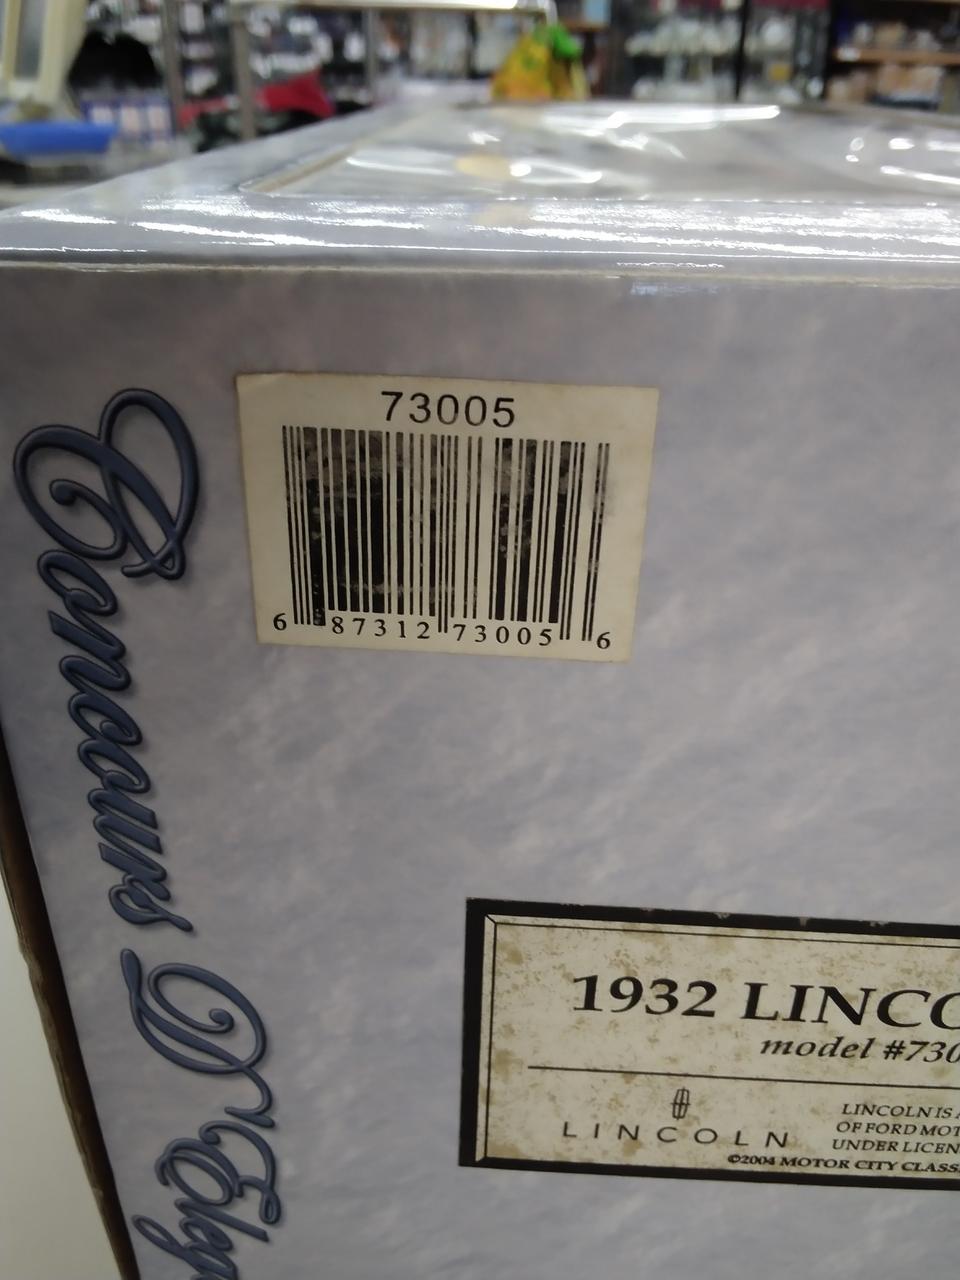 73005
6 87312 73005 6
Concours D'Eleg
1932 LINCO
model #730
LINCOLN
LINCOLN IS A
OF FORD MOT
UNDER LICEN
©2004 MOTOR CITY CLASS